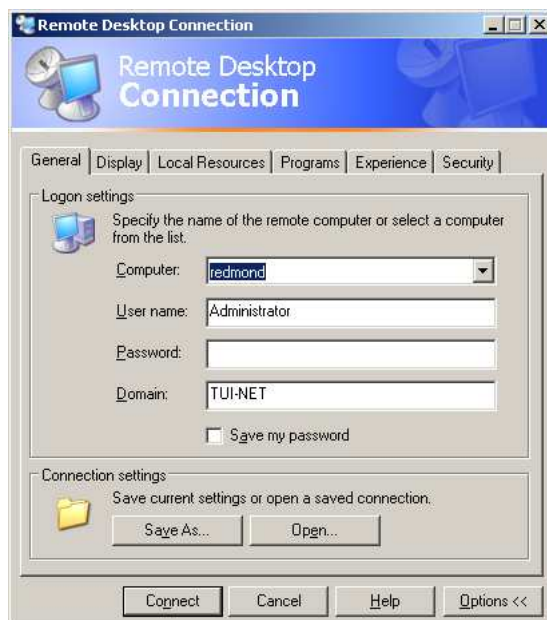 Remote Desktop Connection
Remote Desktop
Connection
General Display Local Resources Programs Experience Security
Logon settings
Specify the name of the remote computer or select a computer
from the list.
Computer: redmond
User name: Administrator
Password:
Domain: TUI-NET
Save my password
Connection settings
Save current settings or open a saved connection.
Save As... Open...
Connect Cancel Help Options <<